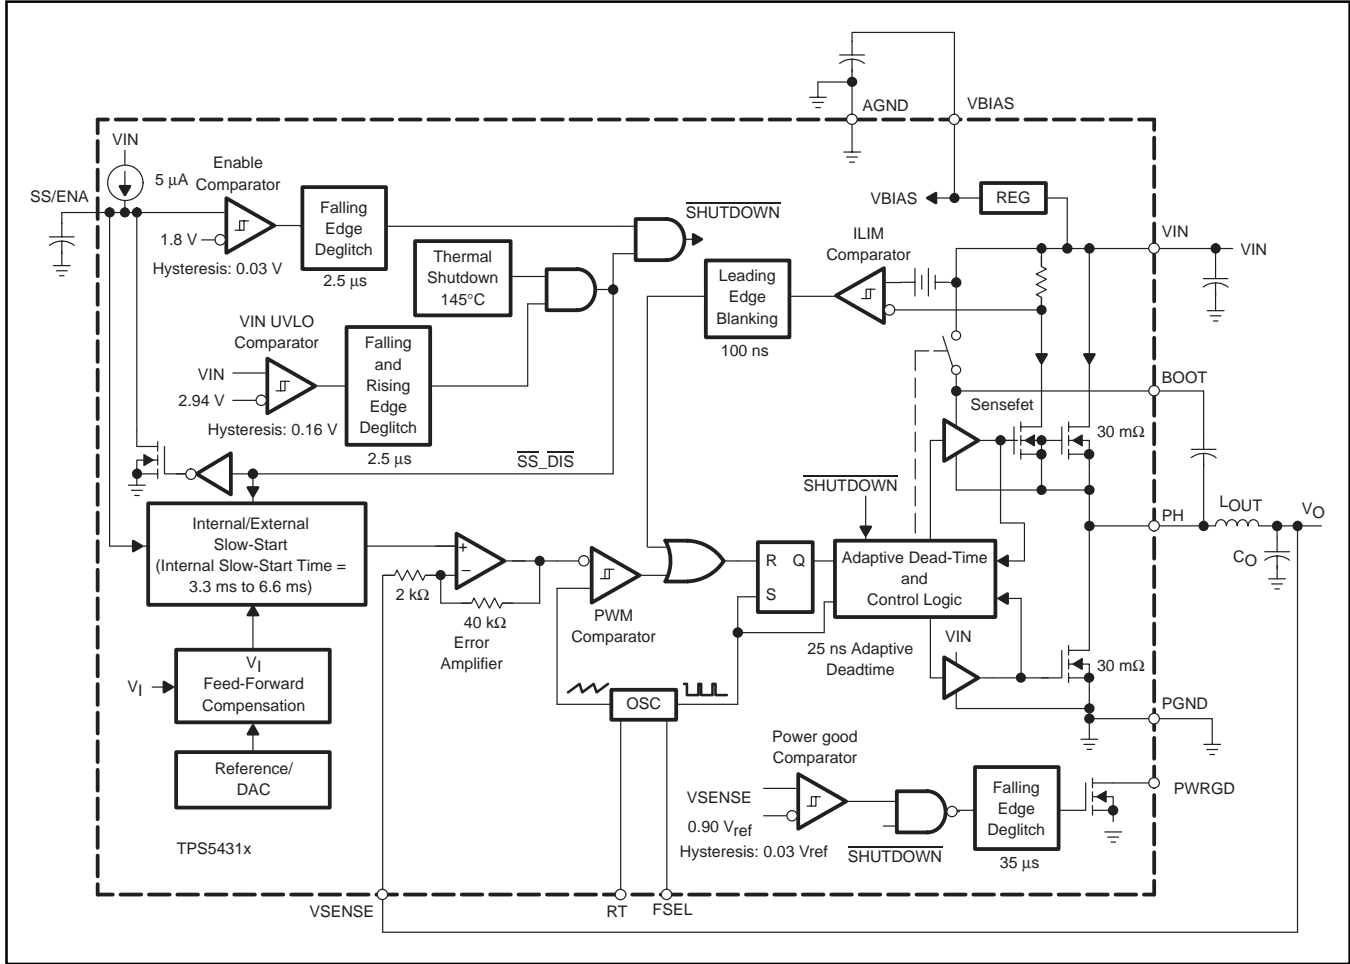 AGND
VBIAS
VIN
5 μA
Enable
Comparator
SS/ENA
1.8 V
Hysteresis: 0.03 V
Falling
Edge
Deglitch
2.5 μs
SHUTDOWN
Thermal
Shutdown
145°C
VBIAS
REG
ILIM
Comparator
VIN
VIN
Leading
Edge
Blanking
100 ns
VIN UVLO
Comparator
VIN
2.94 V
Hysteresis: 0.16 V
Falling
and
Rising
Edge
Deglitch
2.5 μs
SS_DIS
BOOT
Sensefet
30 mΩ
SHUTDOWN
Internal/External
Slow-Start
(Internal Slow-Start Time =
3.3 ms to 6.6 ms)
+
−
2 kΩ
40 kΩ
Error
Amplifier
PWM
Comparator
R Q
S
Adaptive Dead-Time
and
Control Logic
25 ns Adaptive
Deadtime
VIN
30 mΩ
PH
LOUT
VO
CO
PGND
VI
VI
Feed-Forward
Compensation
Reference/
DAC
TPS5431x
OSC
Power good
Comparator
VSENSE
0.90 Vref
Hysteresis: 0.03 Vref
SHUTDOWN
Falling
Edge
Deglitch
35 μs
PWRGD
VSENSE
RT
FSEL